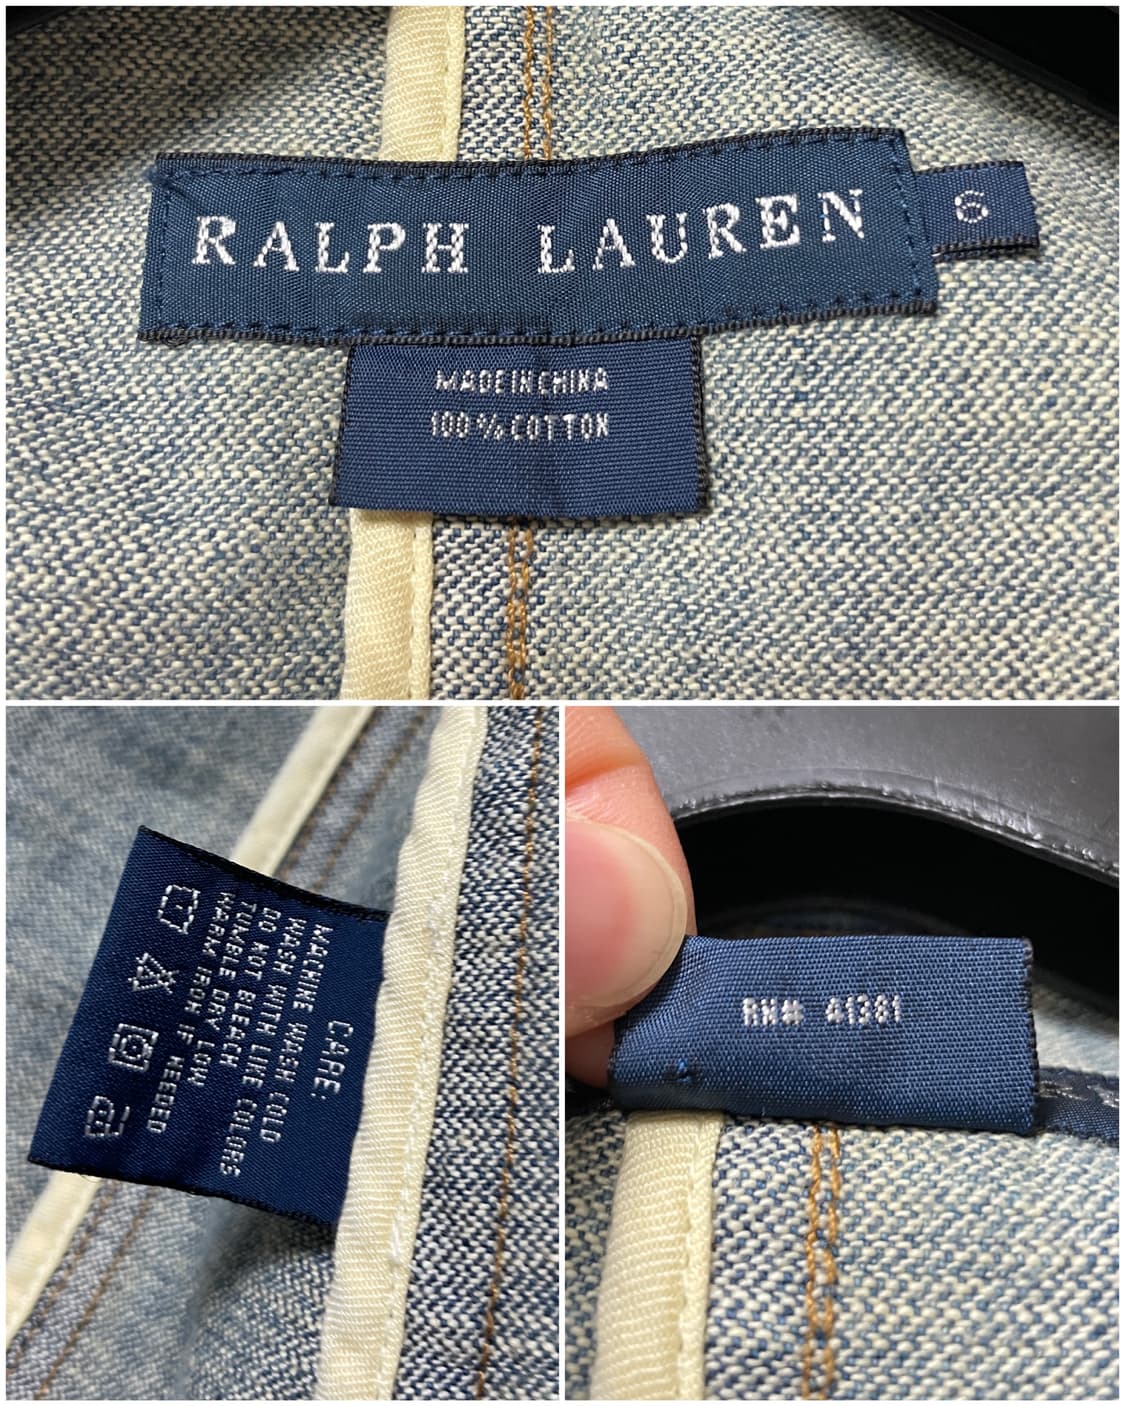 RALPH LAUREN
6
MADE IN CHINA
100% COTTON
CARE:
MACHINE WASH COLD
WASH WITH LIKE COLORS
DO NOT BLEACH
TUMBLE DRY LOW
WARM IRON IF NEEDED
RN# 41381